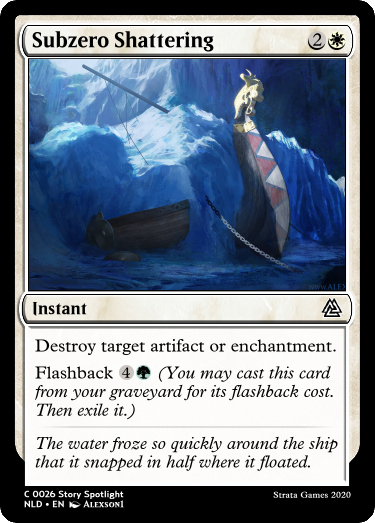 Subzero Shattering 2
Instant
Destroy target artifact or enchantment.
Flashback 4 (You may cast this card
from your graveyard for its flashback cost.
Then exile it.)
The water froze so quickly around the ship
that it snapped in half where it floated.
C 0026 Story Spotlight
NLD • EN ALEXSON1
Strata Games 2020